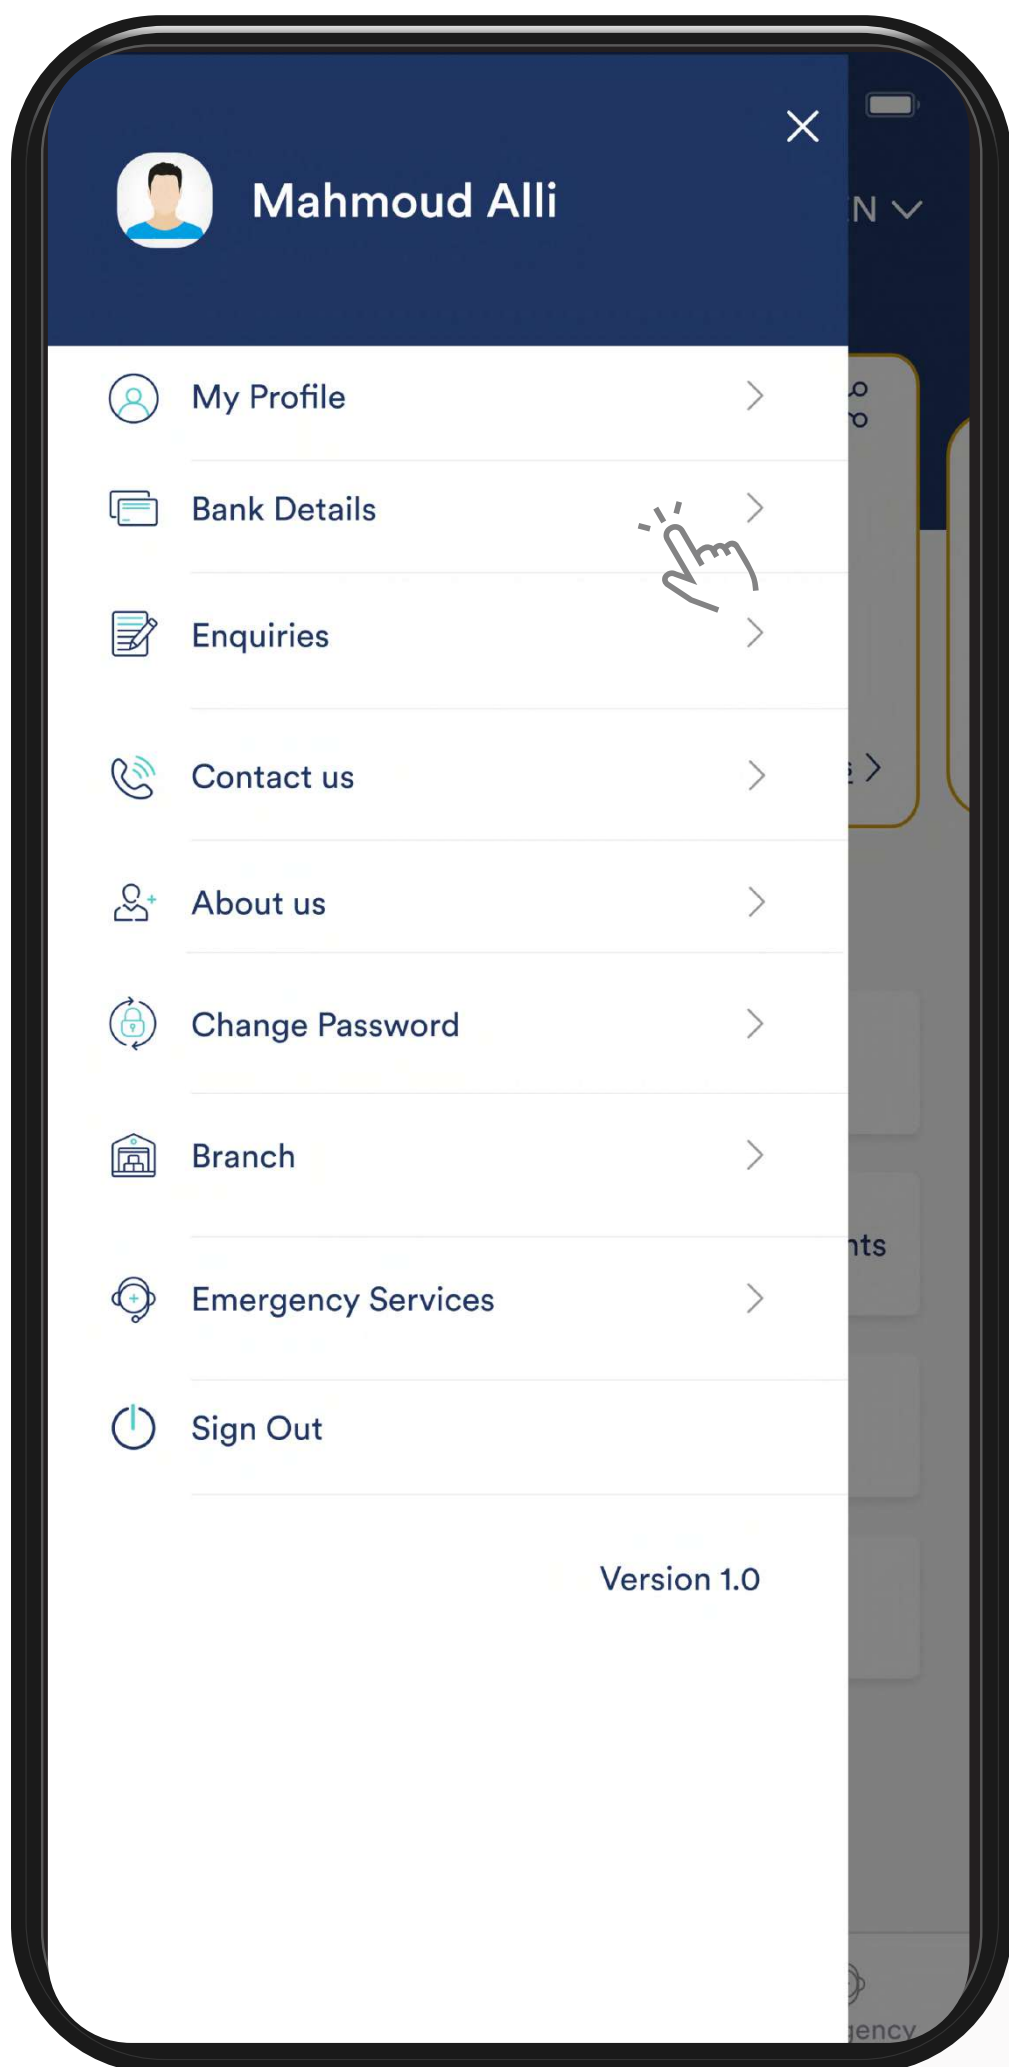 Mahmoud Alli
My Profile
Bank Details
Enquiries
Contact us
About us
Change Password
Branch
Emergency Services
Sign Out
Version 1.0